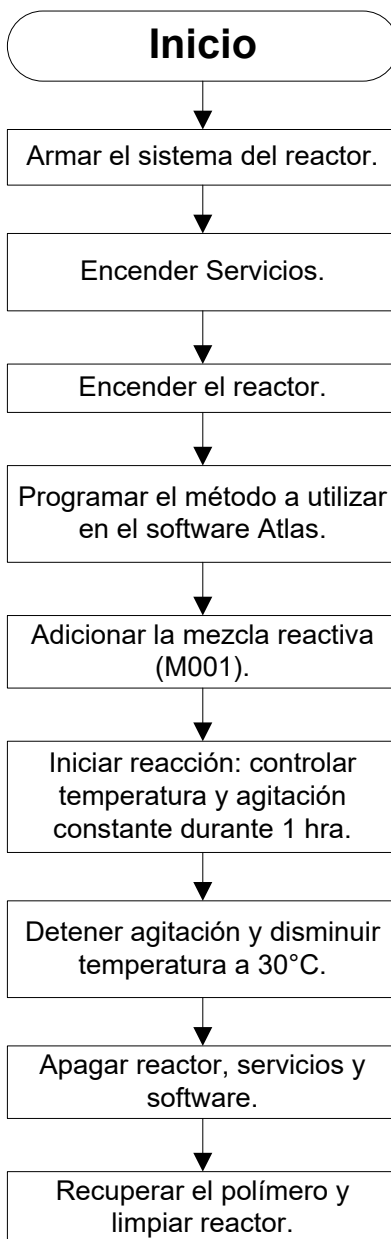 Inicio
Armar el sistema del reactor.
Encender Servicios.
Encender el reactor.
Programar el método a utilizar
en el software Atlas.
Adicionar la mezcla reactiva
(M001).
Iniciar reacción: controlar
temperatura y agitación
constante durante 1 hra.
Detener agitación y disminuir
temperatura a 30°C.
Apagar reactor, servicios y
software.
Recuperar el polímero y
limpiar reactor.